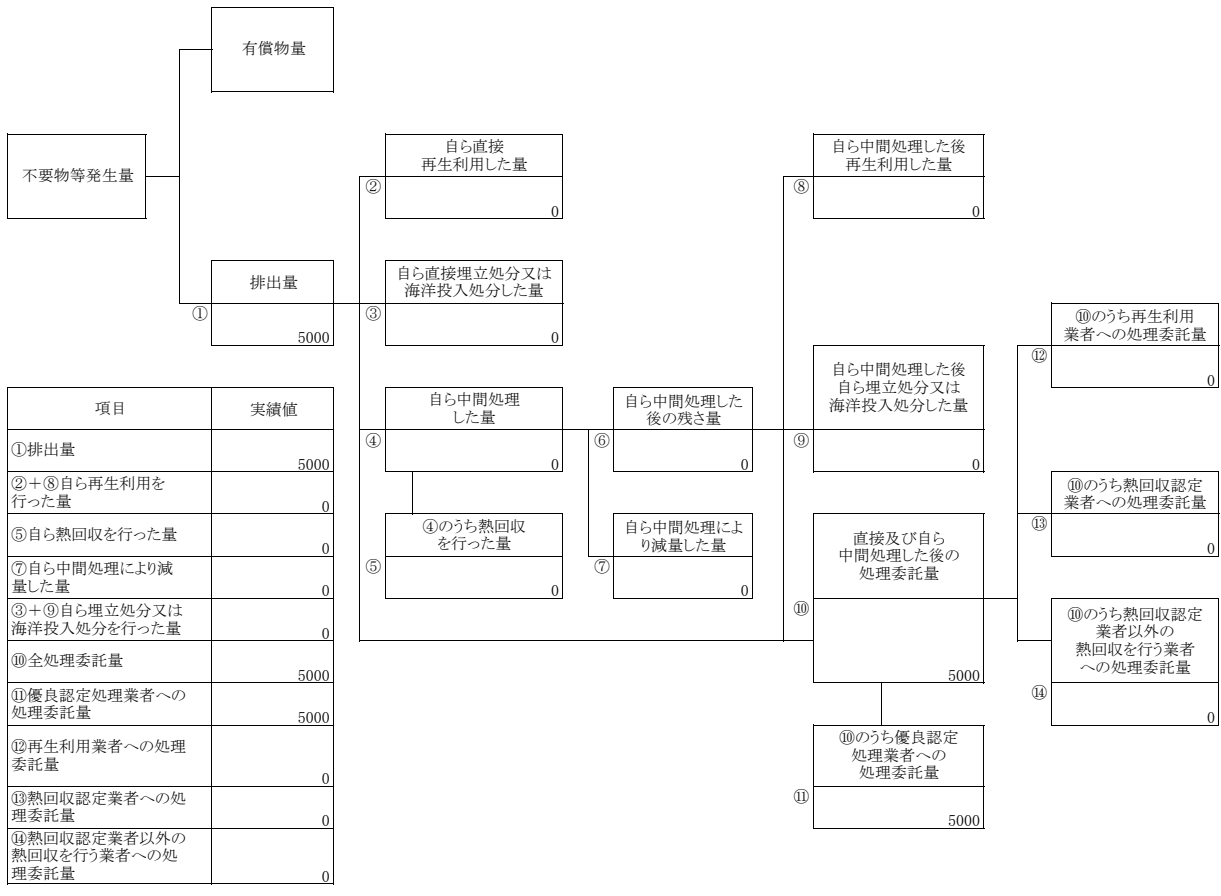 有償物量
不要物等発生量
排出量
①
5000
自ら直接
再生利用した量
②
0
自ら直接埋立処分又は
海洋投入処分した量
③
0
自ら中間処理
した量
④
0
④のうち熱回収
を行った量
⑤
0
自ら中間処理した
後の残さ量
⑥
0
自ら中間処理によ
り減量した量
⑦
0
自ら中間処理した後
再生利用した量
⑧
0
自ら中間処理した後
自ら埋立処分又は
海洋投入処分した量
⑨
0
直接及び自ら
中間処理した後の
処理委託量
⑩
5000
⑩のうち優良認定
処理業者への
処理委託量
⑪
5000
⑩のうち再生利用
業者への処理委託量
⑫
0
⑩のうち熱回収認定
業者への処理委託量
⑬
0
⑩のうち熱回収認定
業者以外の
熱回収を行う業者
への処理委託量
⑭
0
項目
実績値
①排出量
5000
②+⑧自ら再生利用を
行った量
0
⑤自ら熱回収を行った量
0
⑦自ら中間処理により減
量した量
0
③+⑨自ら埋立処分又は
海洋投入処分を行った量
0
⑩全処理委託量
5000
⑪優良認定処理業者への
処理委託量
5000
⑫再生利用業者への処理
委託量
0
⑬熱回収認定業者への処
理委託量
0
⑭熱回収認定業者以外の
熱回収を行う業者への処
理委託量
0